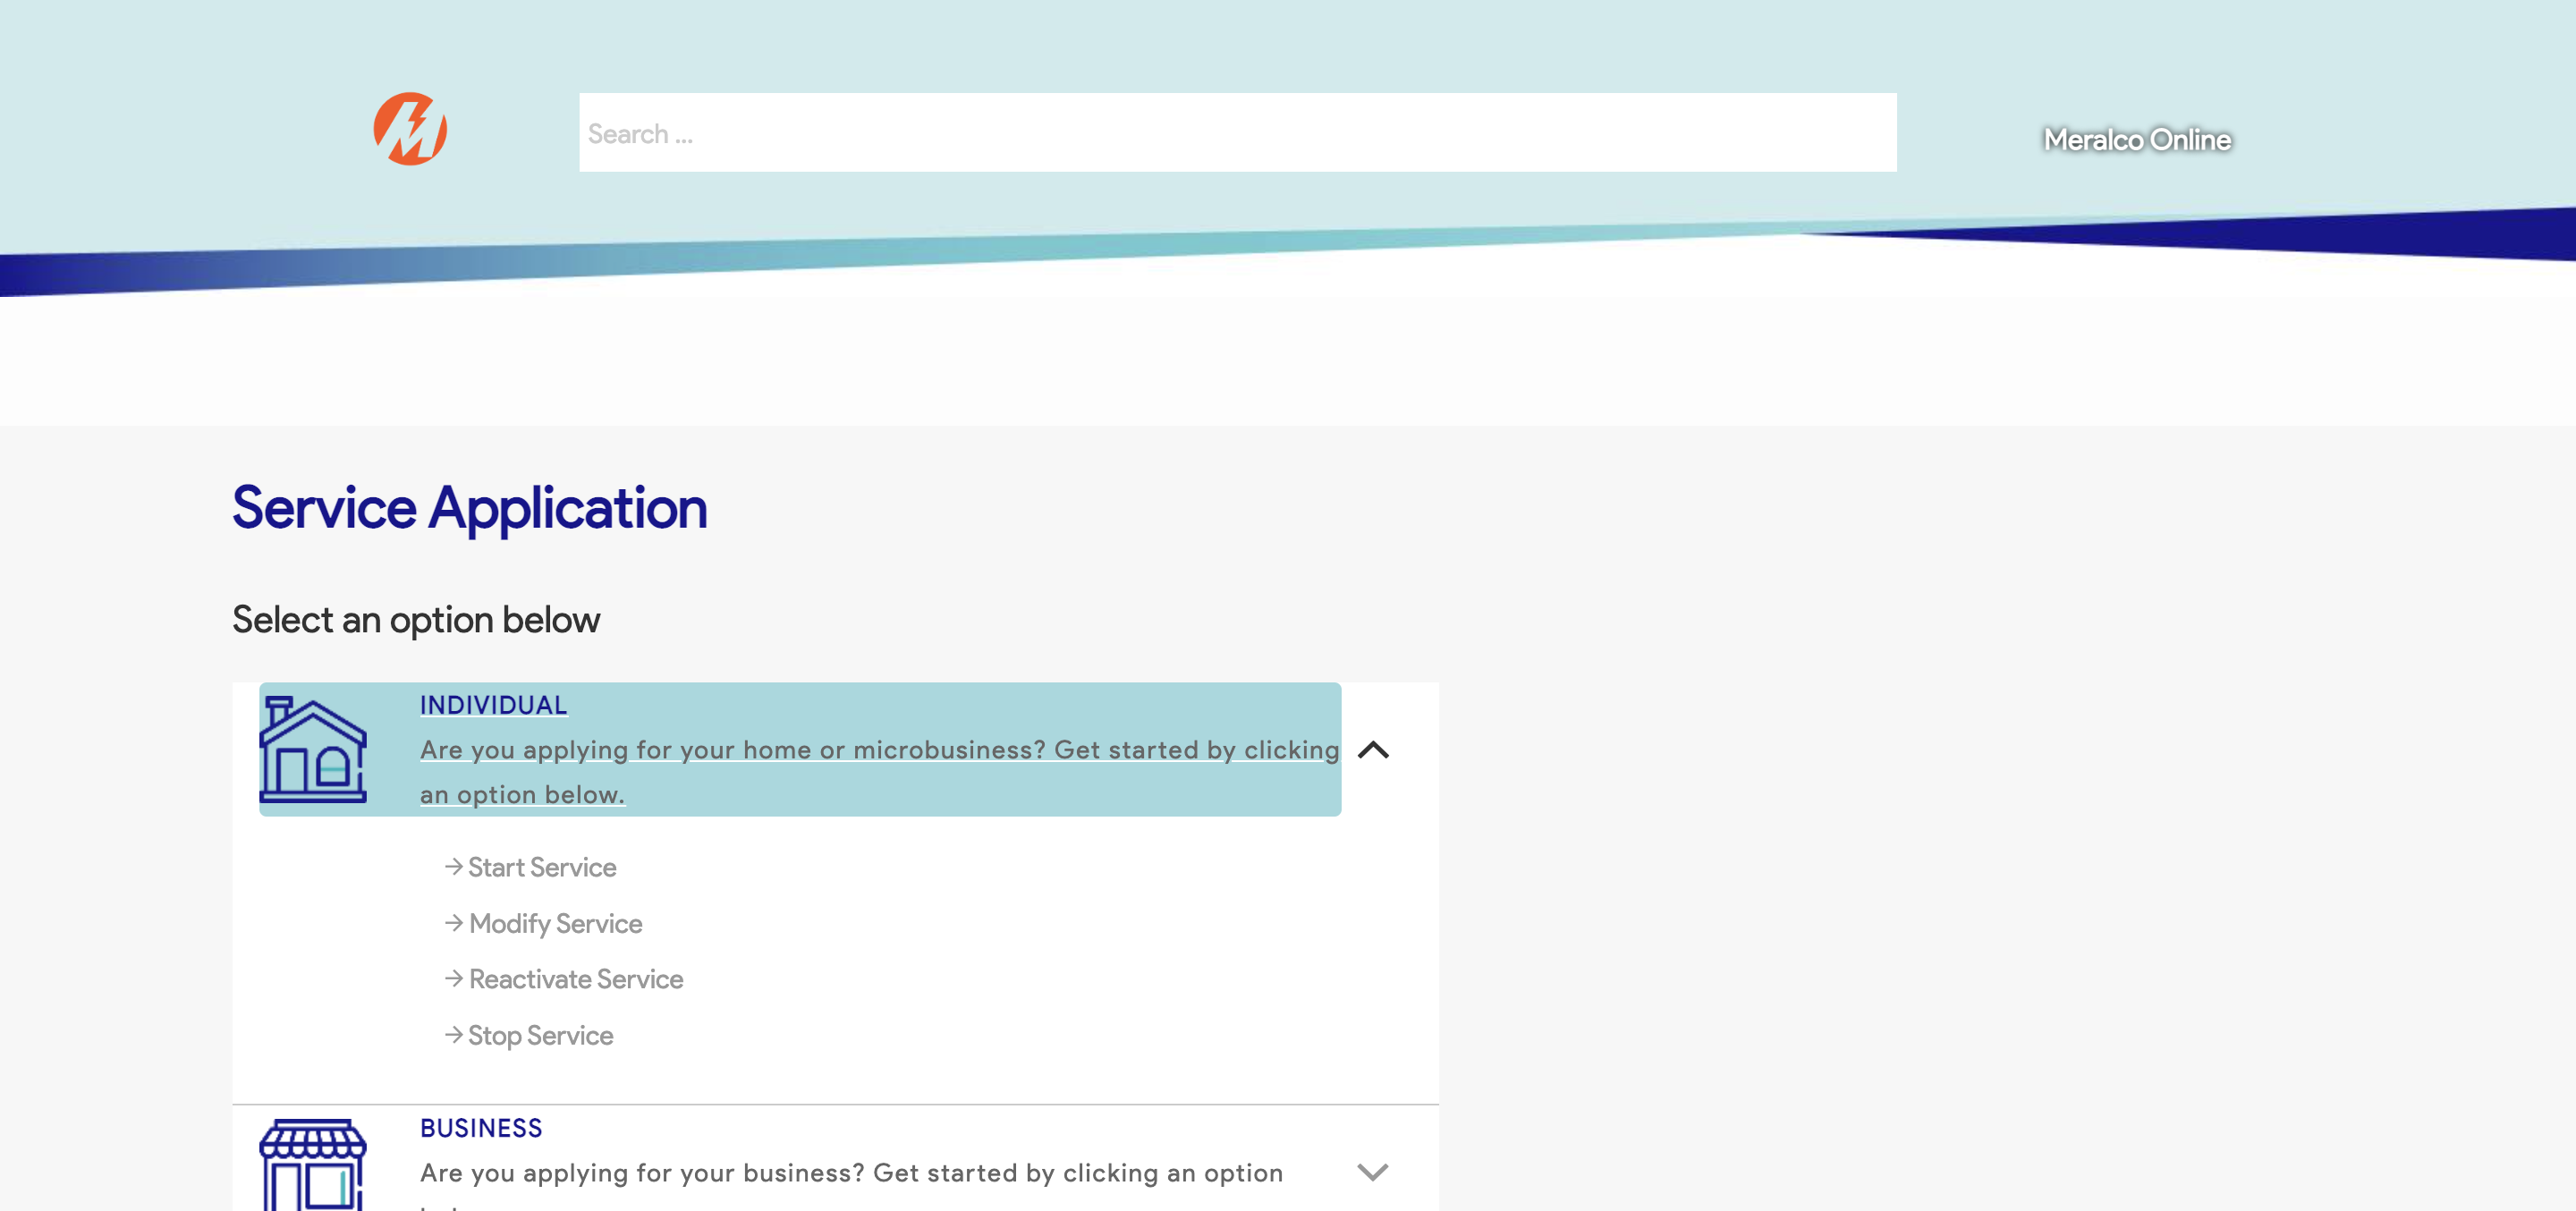 Search ...
Meralco Online
Service Application
Select an option below
INDIVIDUAL
Are you applying for your home or microbusiness? Get started by clicking
an option below.
→ Start Service
→ Modify Service
→ Reactivate Service
→ Stop Service
BUSINESS
Are you applying for your business? Get started by clicking an option